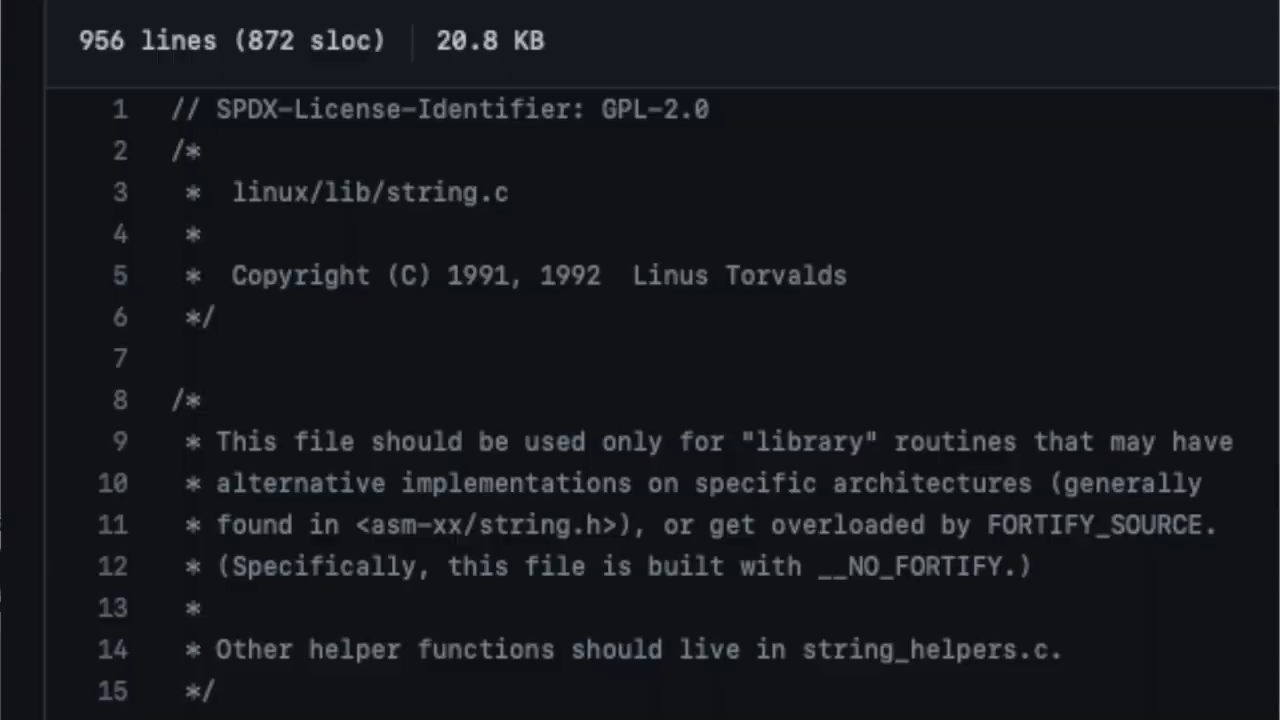 956 lines (872 sloc) 20.8 KB
1 // SPDX-License-Identifier: GPL-2.0
2 /*
3  *  linux/lib/string.c
4  *
5  *  Copyright (C) 1991, 1992  Linus Torvalds
6  */
7
8 /*
9  * This file should be used only for "library" routines that may have
10  * alternative implementations on specific architectures (generally
11  * found in <asm-xx/string.h>), or get overloaded by FORTIFY_SOURCE.
12  * (Specifically, this file is built with __NO_FORTIFY.)
13  *
14  * Other helper functions should live in string_helpers.c.
15  */